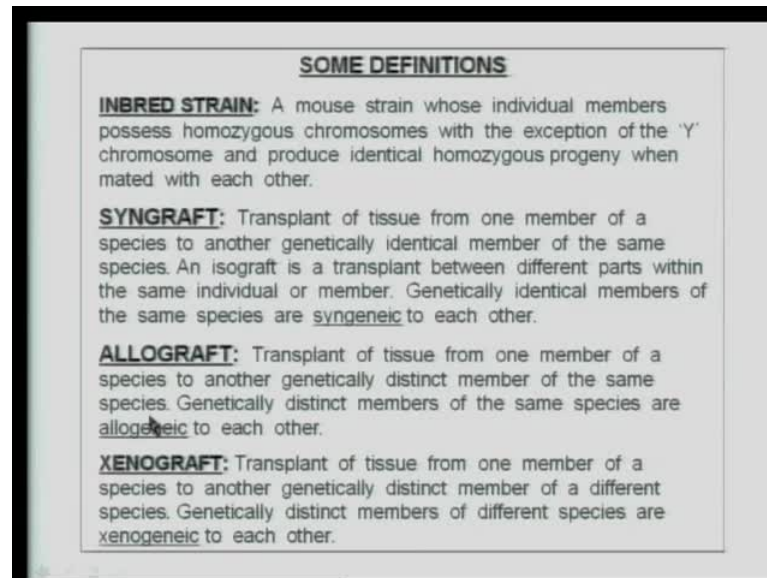 SOME DEFINITIONS
INBRED STRAIN: A mouse strain whose individual members
possess homozygous chromosomes with the exception of the 'Y'
chromosome and produce identical homozygous progeny when
mated with each other.
SYNGRAFT: Transplant of tissue from one member of a
species to another genetically identical member of the same
species. An isograft is a transplant between different parts within
the same individual or member. Genetically identical members of
the same species are syngeneic to each other.
ALLOGRAFT: Transplant of tissue from one member of a
species to another genetically distinct member of the same
species. Genetically distinct members of the same species are
allogeneic to each other.
XENOGRAFT: Transplant of tissue from one member of a
species to another genetically distinct member of a different
species. Genetically distinct members of different species are
xenogeneic to each other.